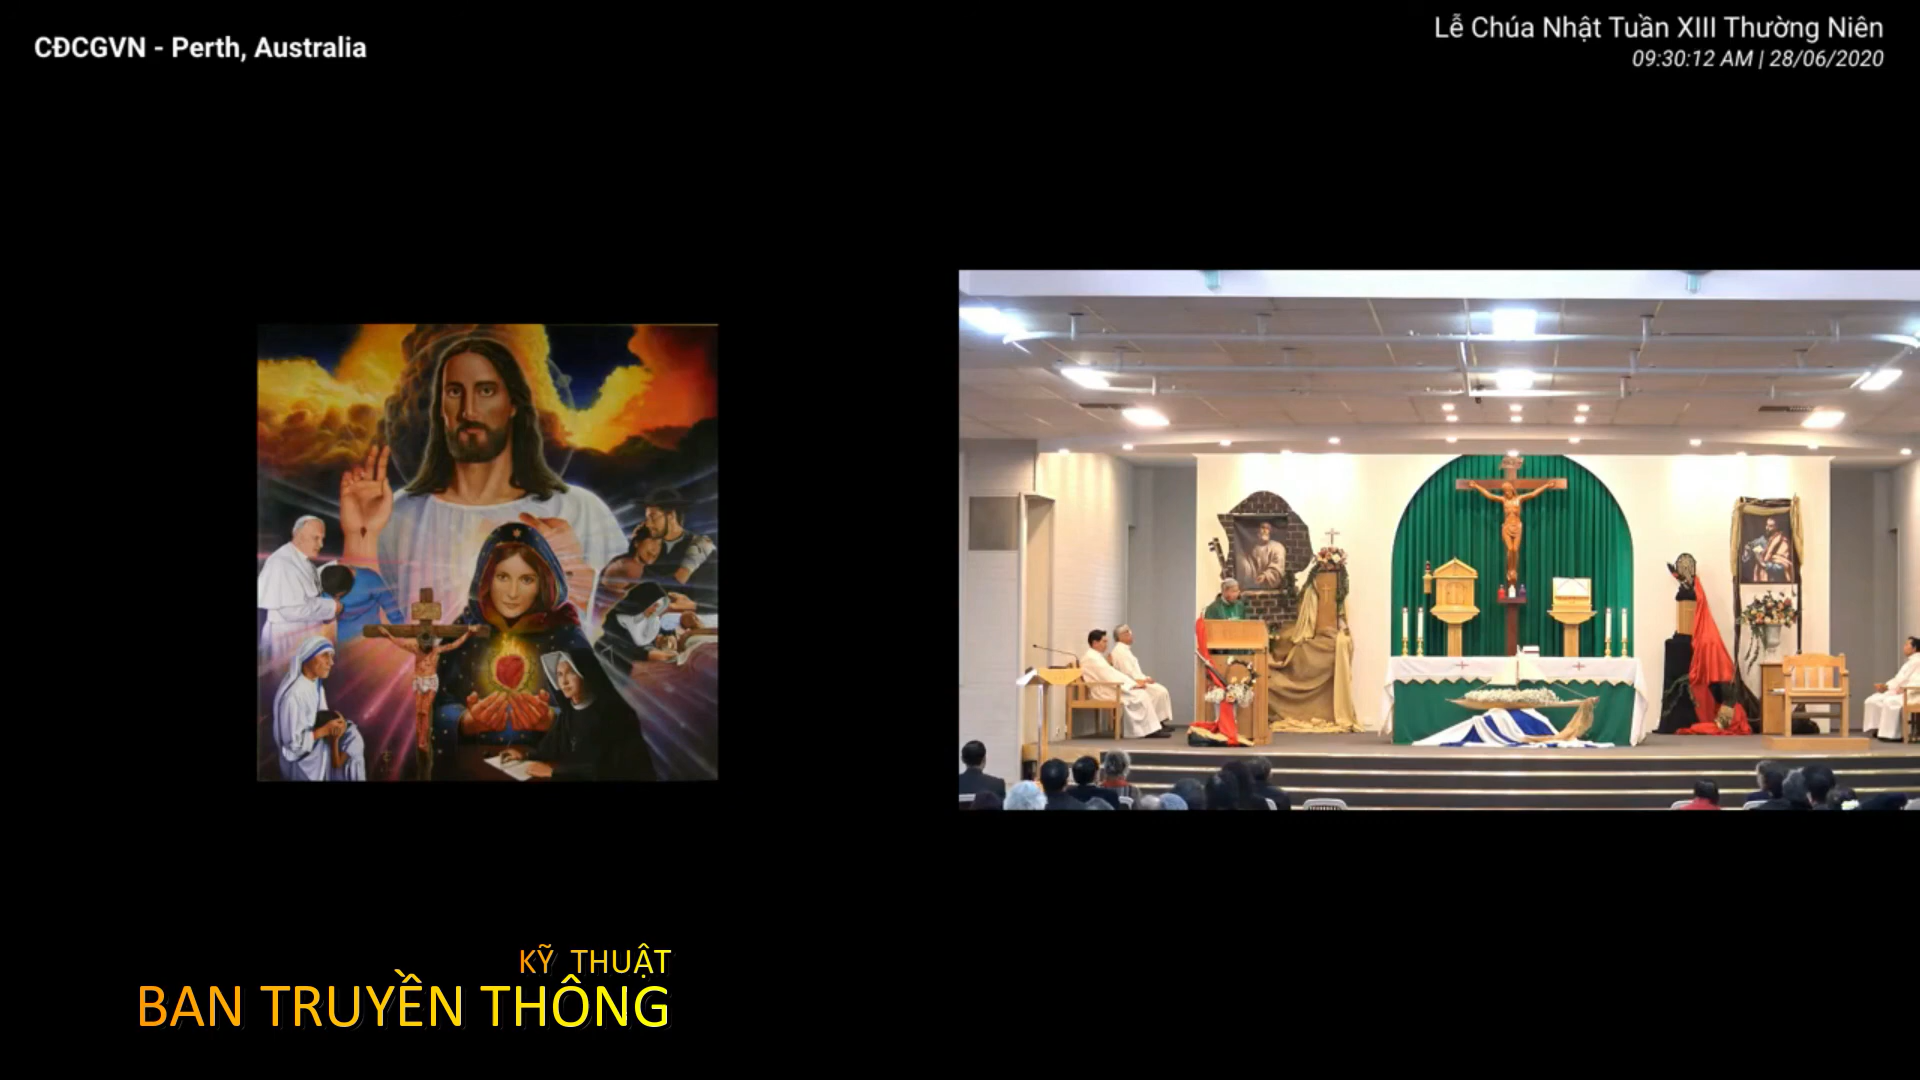 CĐCGVN - Perth, Australia
Lễ Chúa Nhật Tuần XIII Thường Niên
09:30:12 AM | 28/06/2020
KỸ THUẬT
BAN TRUYỀN THÔNG